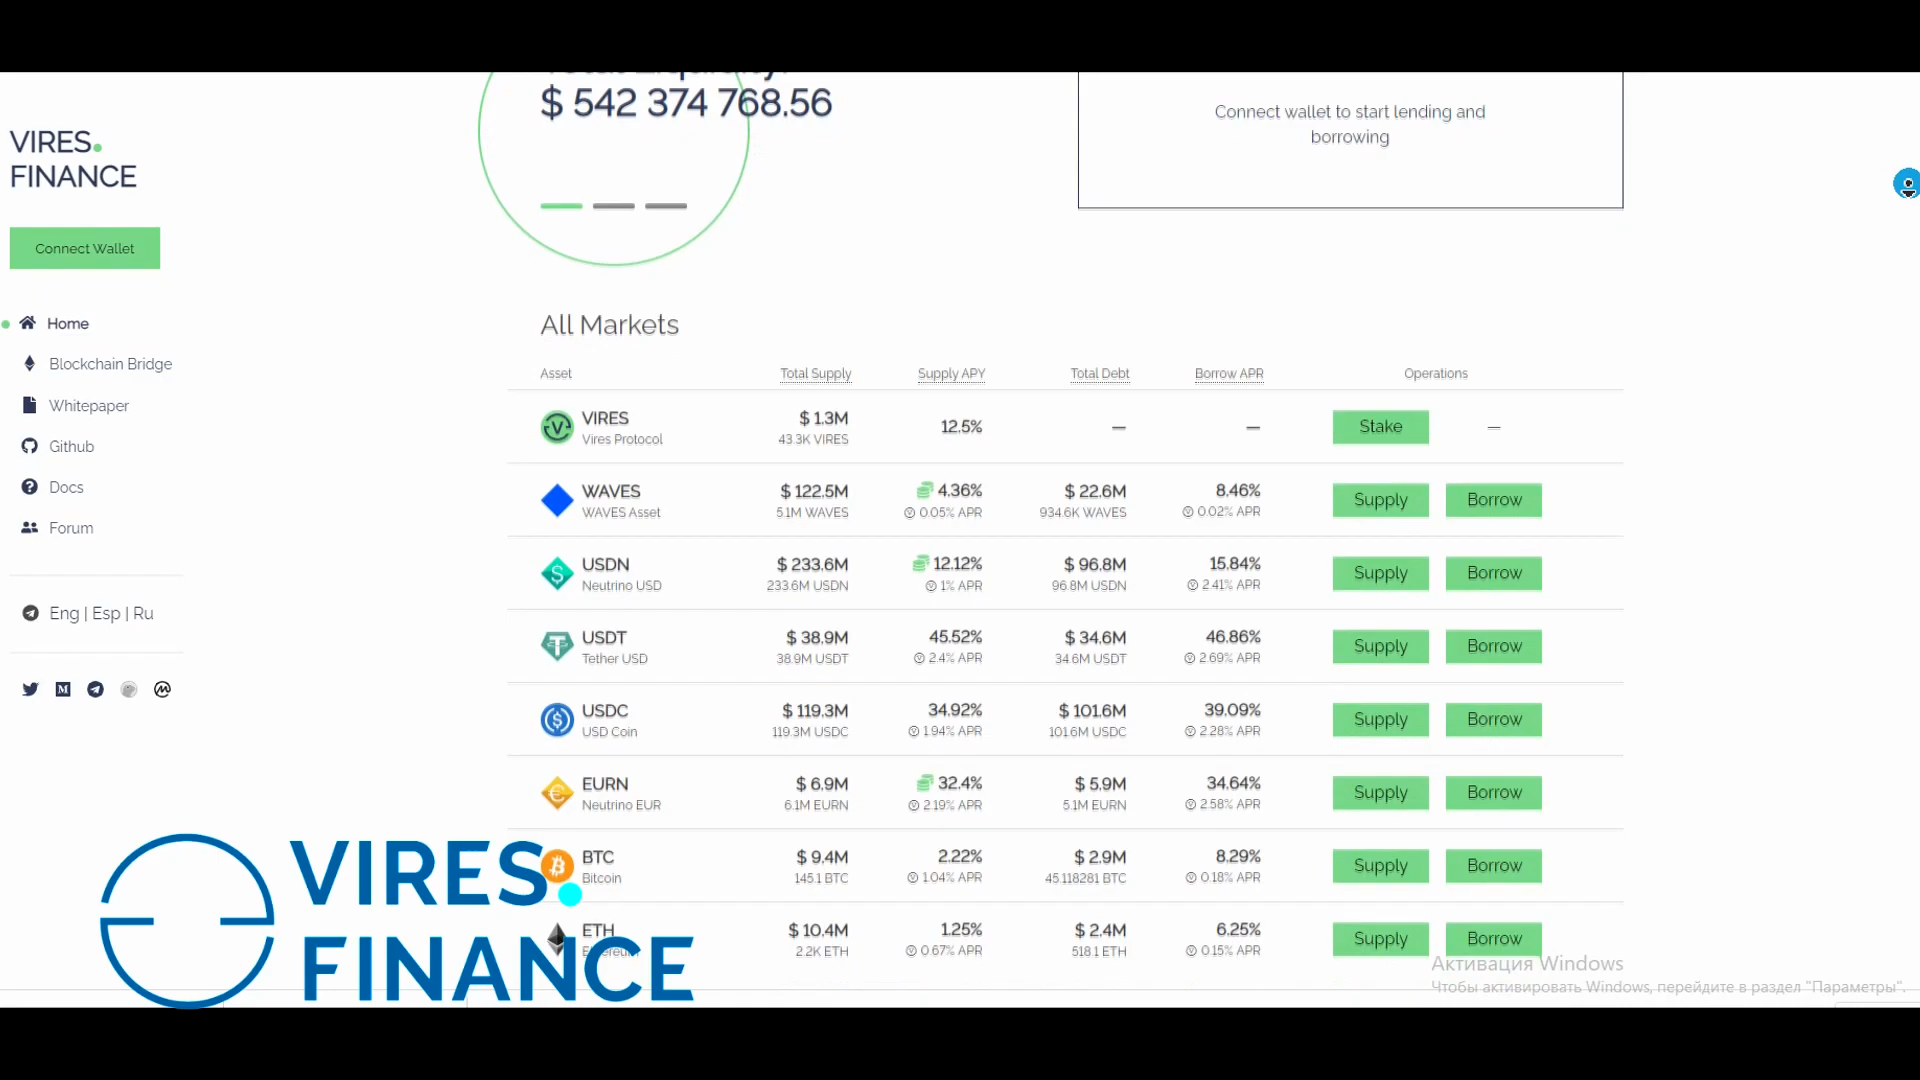 $ 542 374 768.56
Connect wallet to start lending and
borrowing
VIRES.
FINANCE
Connect Wallet
Home
Blockchain Bridge
Whitepaper
Github
Docs
Forum
Eng | Esp | Ru
All Markets
Asset Total Supply Supply APY Total Debt Borrow APR Operations
VIRES $ 1.3M 12.5% — — Stake —
Vires Protocol 43.3K VIRES
WAVES $ 122.5M 4.36% $ 22.6M 8.46% Supply Borrow
WAVES Asset 5.1M WAVES 0.05% APR 934.6K WAVES 0.02% APR
USDN $ 233.6M 12.12% $ 96.8M 15.84% Supply Borrow
Neutrino USD 233.6M USDN 1% APR 96.8M USDN 2.41% APR
USDT $ 38.9M 45.52% $ 34.6M 46.86% Supply Borrow
Tether USD 38.9M USDT 2.4% APR 34.6M USDT 2.69% APR
USDC $ 119.3M 34.92% $ 101.6M 39.09% Supply Borrow
USD Coin 119.3M USDC 1.94% APR 101.6M USDC 2.28% APR
EURN $ 6.9M 32.4% $ 5.9M 34.64% Supply Borrow
Neutrino EUR 6.1M EURN 2.19% APR 5.1M EURN 2.58% APR
BTC $ 9.4M 2.22% $ 2.9M 8.29% Supply Borrow
Bitcoin 145.1 BTC 1.04% APR 45.118281 BTC 0.18% APR
ETH $ 10.4M 1.25% $ 2.4M 6.25% Supply Borrow
Ethereum 2.2K ETH 0.67% APR 518.1 ETH 0.15% APR
VIRES.
FINANCE
Активация Windows
Чтобы активировать Windows, перейдите в раздел "Параметры".